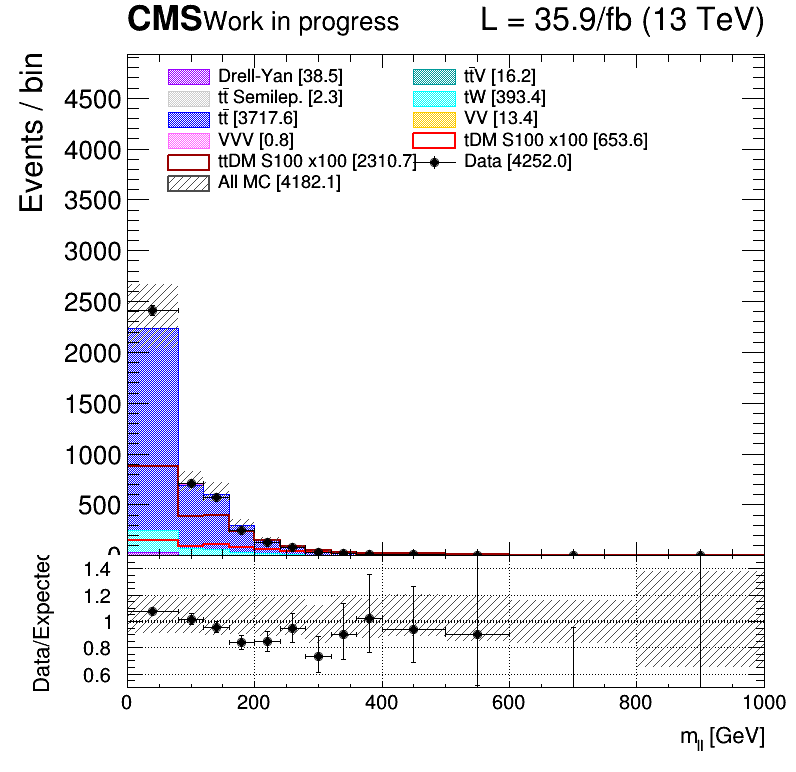 CMS Work in progress L = 35.9/fb (13 TeV)
Events / bin
Drell-Yan [38.5] tt̄V [16.2]
tt̄ Semilep. [2.3] tW [393.4]
tt̄ [3717.6] VV [13.4]
VVV [0.8] tDM S100 x100 [653.6]
ttDM S100 x100 [2310.7] Data [4252.0]
All MC [4182.1]
4500
4000
3500
3000
2500
2000
1500
1000
500
0
Data/Expected
1.4
1.2
1
0.8
0.6
0 200 400 600 800 1000
m_ll [GeV]